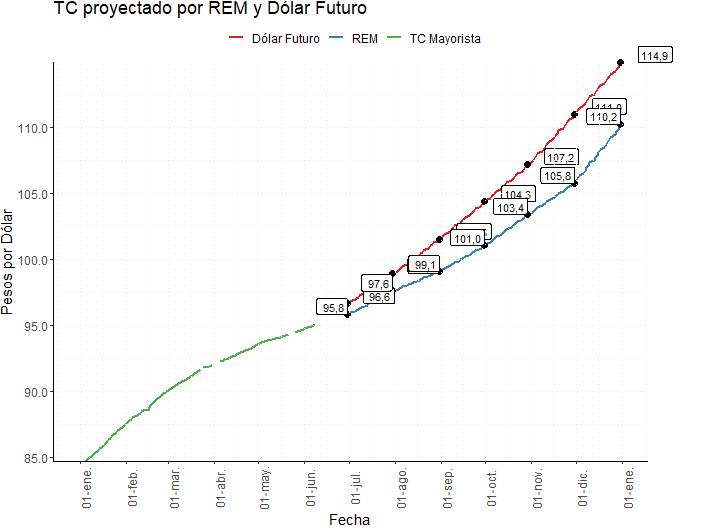 TC proyectado por REM y Dólar Futuro
Dólar Futuro REM TC Mayorista
114,9
110,2
107,2
105,8
104,3
103,4
101,0
99,1
97,6
96,6
95,8
110.0
105.0
100.0
95.0
90.0
85.0
Pesos por Dólar
01-ene.
01-feb.
01-mar.
01-abr.
01-may.
01-jun.
01-jul.
01-ago.
01-sep.
01-oct.
01-nov.
01-dic.
01-ene.
Fecha